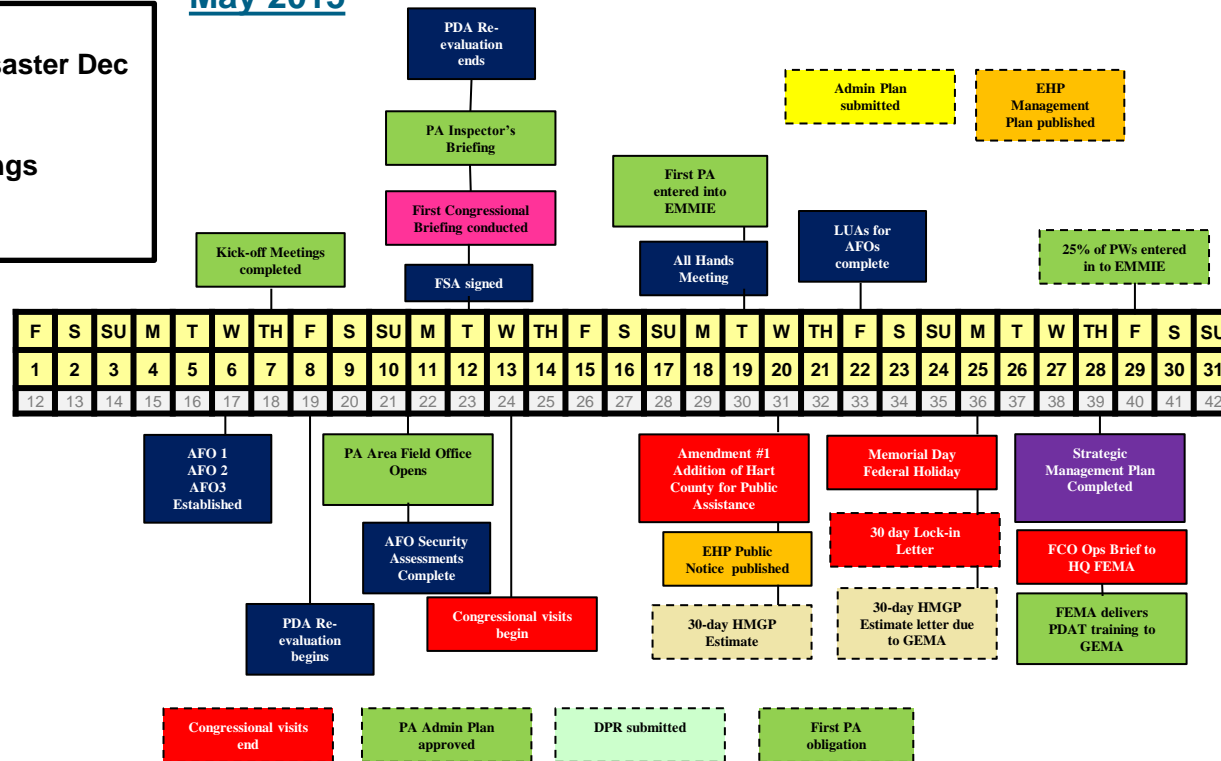 May 2015
saster Dec
ngs
PDA Re-
evaluation
ends
PA Inspector's
Briefing
First Congressional
Briefing conducted
FSA signed
Kick-off Meetings
completed
First PA
entered into
EMMIE
All Hands
Meeting
Admin Plan
submitted
EHP
Management
Plan published
LUAs for
AFOs
complete
25% of PWs entered
in to EMMIE
F S SU M T W TH F S SU M T W TH F S SU M T W TH F S SU M T W TH F S SU
1 2 3 4 5 6 7 8 9 10 11 12 13 14 15 16 17 18 19 20 21 22 23 24 25 26 27 28 29 30 31
12 13 14 15 16 17 18 19 20 21 22 23 24 25 26 27 28 29 30 31 32 33 34 35 36 37 38 39 40 41 42
AFO 1
AFO 2
AFO3
Established
PDA Re-
evaluation
begins
PA Area Field Office
Opens
AFO Security
Assessments
Complete
Congressional visits
begin
Amendment #1
Addition of Hart
County for Public
Assistance
EHP Public
Notice published
30-day HMGP
Estimate
Memorial Day
Federal Holiday
30 day Lock-in
Letter
30-day HMGP
Estimate letter due
to GEMA
Strategic
Management Plan
Completed
FCO Ops Brief to
HQ FEMA
FEMA delivers
PDAT training to
GEMA
Congressional visits
end
PA Admin Plan
approved
DPR submitted
First PA
obligation